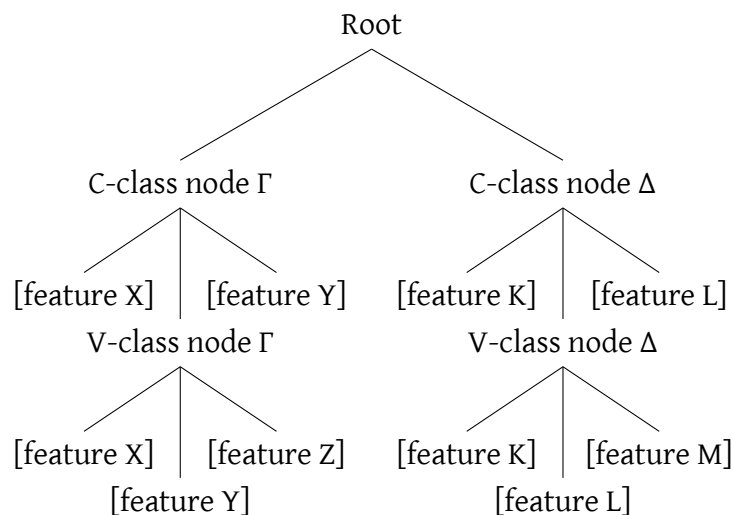 Root
C-class node Γ C-class node Δ
[feature X] [feature Y] [feature K] [feature L]
V-class node Γ V-class node Δ
[feature X] [feature Z] [feature K] [feature M]
[feature Y] [feature L]